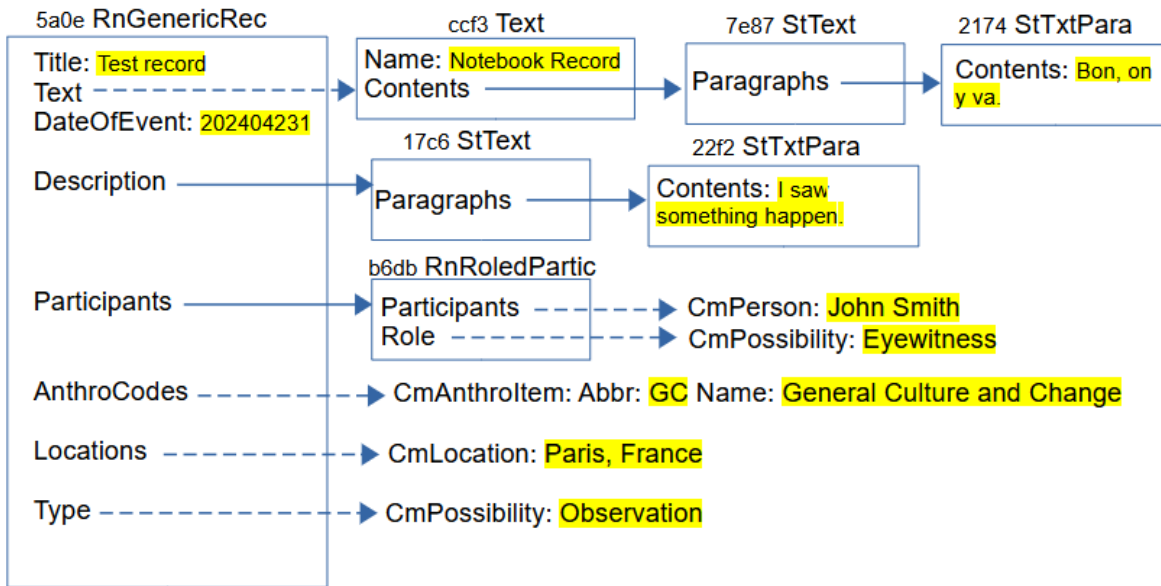 5a0e RnGenericRec
Title: Test record
Text
DateOfEvent: 202404231
Description
Participants
AnthroCodes
Locations
Type
ccf3 Text
Name: Notebook Record
Contents
7e87 StText
Paragraphs
2174 StTxtPara
Contents: Bon, on
y va.
17c6 StText
Paragraphs
22f2 StTxtPara
Contents: I saw
something happen.
b6db RnRoledPartic
Participants
Role
CmPerson: John Smith
CmPossibility: Eyewitness
CmAnthroItem: Abbr: GC Name: General Culture and Change
CmLocation: Paris, France
CmPossibility: Observation